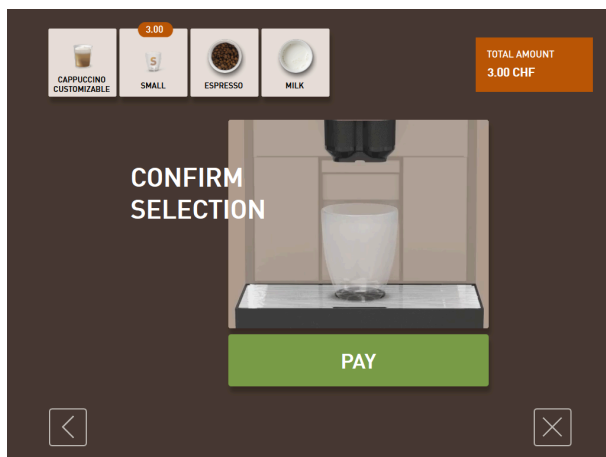 3.00
CAPPUCCINO
CUSTOMIZABLE
S
SMALL
ESPRESSO
MILK
TOTAL AMOUNT
3.00 CHF
CONFIRM
SELECTION
PAY